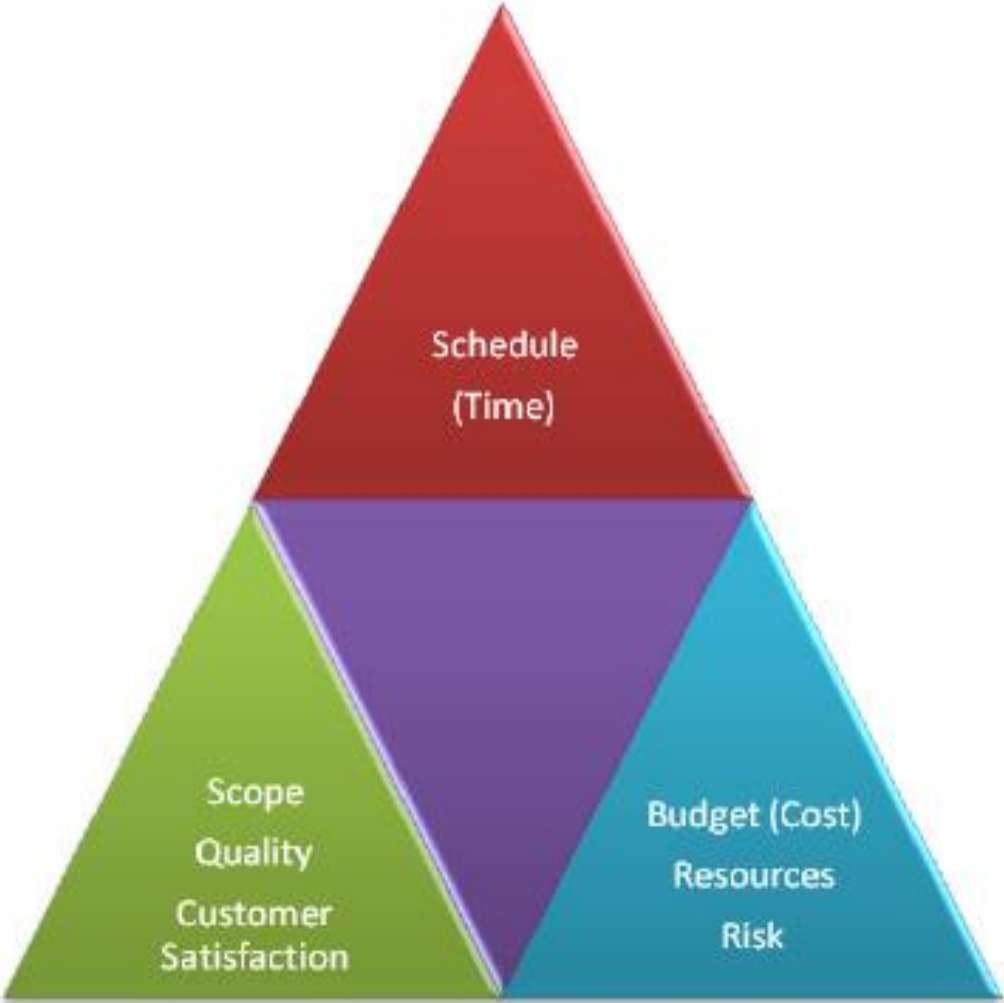 Schedule
(Time)
Scope
Quality
Customer
Satisfaction
Budget (Cost)
Resources
Risk